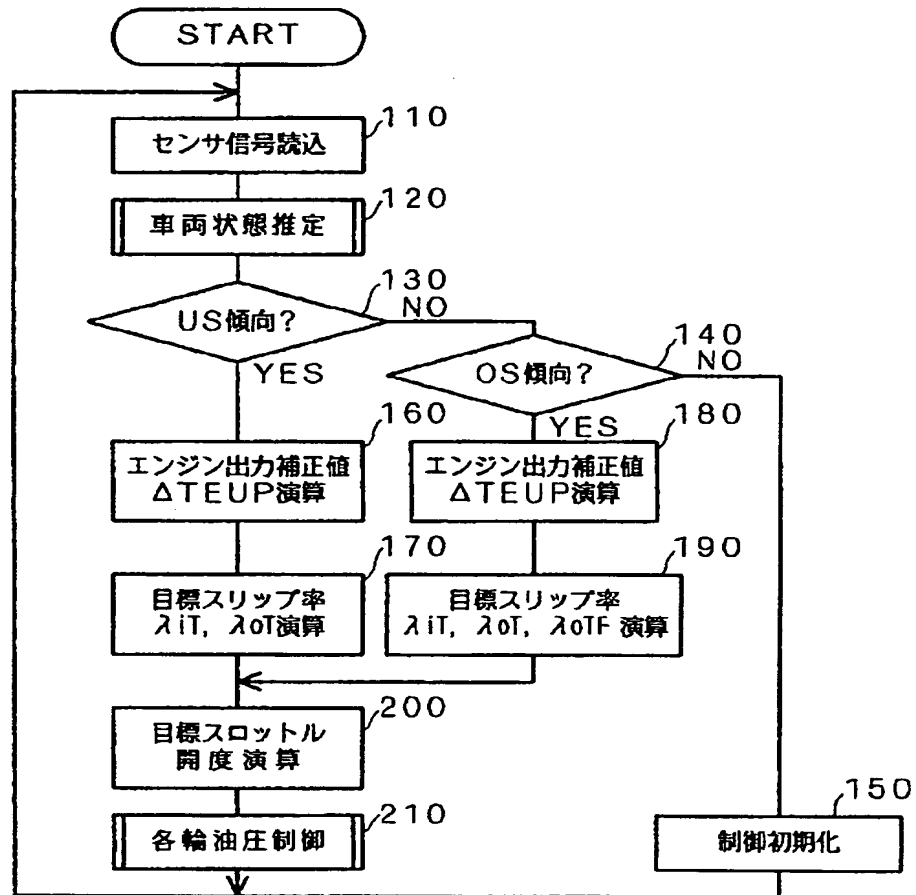 START
110
センサ信号読込
120
車両状態推定
130
US傾向?
NO
YES
140
OS傾向?
NO
YES
160
エンジン出力補正値
ΔTEUP演算
180
エンジン出力補正値
ΔTEUP演算
170
目標スリップ率
λiT, λoT演算
190
目標スリップ率
λiT, λoT, λoTF 演算
200
目標スロットル
開度演算
210
各輪油圧制御
150
制御初期化